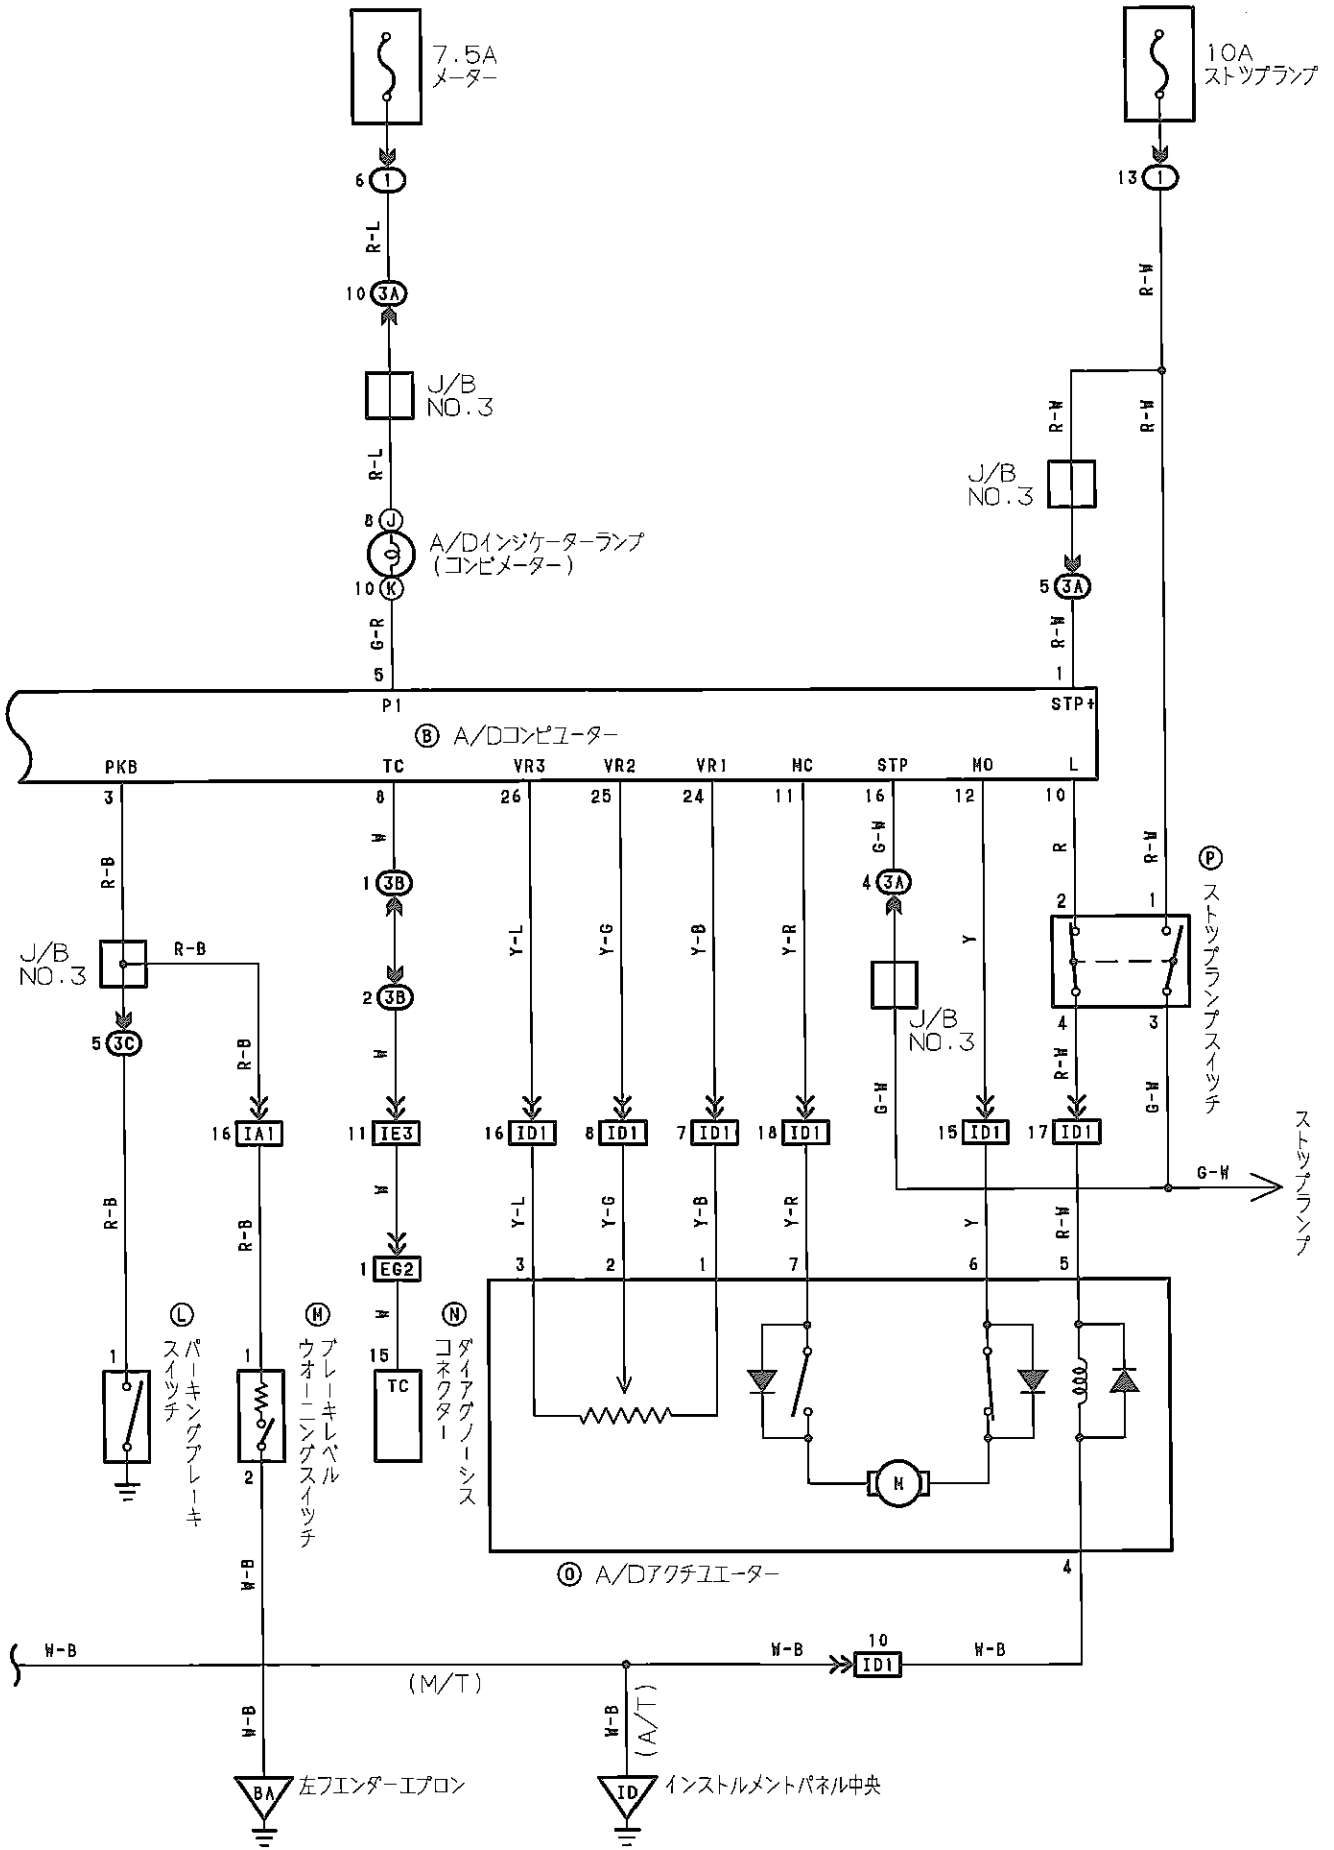 7.5A
メーター
10A
ストツプランプ
6 1
13 1
R-L
R-W
10 3A
J/B
NO.3
R-W
R-W
R-L
J/B
NO.3
8 J
A/Dインジケーターランプ
(コンビメーター)
10 K
5 3A
G-R
R-W
5
1
P1
STP+
B A/Dコンピユーター
PKB
TC
VR3
VR2
VR1
MC
STP
MO
L
3
8
26
25
24
11
16
12
10
R-B
W
G-W
R
R-W
P
ストツプランプスイツチ
1 3B
4 3A
2
1
J/B
NO.3
R-B
Y-L
Y-G
Y-B
Y-R
Y
2 3B
J/B
NO.3
4
3
5 3C
R-B
W
G-W
R-W
G-W
16 IA1
11 IE3
16 ID1
8 ID1
7 ID1
18 ID1
15 ID1
17 ID1
ストツプランプ
G-W
R-B
R-B
W
Y-L
Y-G
Y-B
Y-R
Y
R-W
1 EG2
3
2
1
7
6
5
W
L
パーキングブレーキ
スイツチ
M
ブレーキレベル
ウオーニングスイツチ
N
ダイアグノーシス
コネクター
1
1
15
TC
2
M
W-B
O A/Dアクチユエーター
4
W-B
W-B
10
ID1
W-B
(M/T)
W-B
W-B
(A/T)
BA 左フエンダーエプロン
ID インストルメントパネル中央